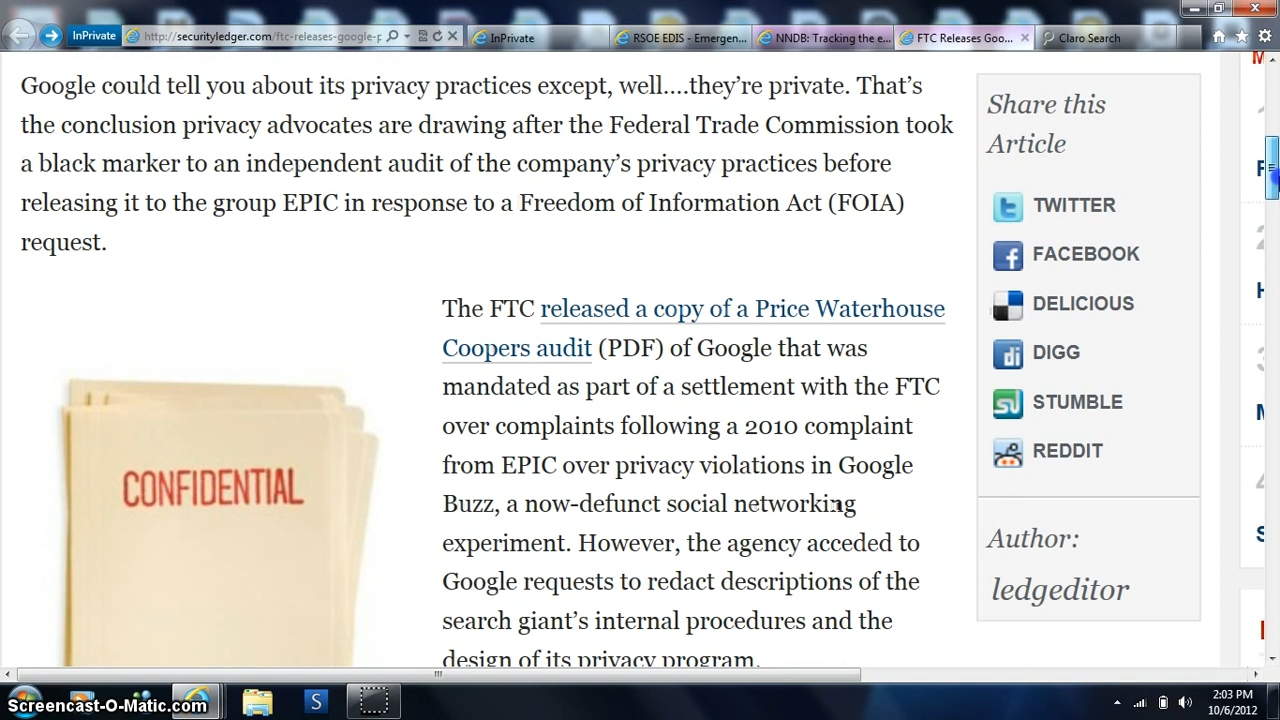 InPrivate
http://securityledger.com/ftc-releases-google-p
InPrivate
RSOE EDIS - Emergen...
NNDB: Tracking the e...
FTC Releases Goo...
Claro Search
Google could tell you about its privacy practices except, well....they're private. That's
the conclusion privacy advocates are drawing after the Federal Trade Commission took
a black marker to an independent audit of the company's privacy practices before
releasing it to the group EPIC in response to a Freedom of Information Act (FOIA)
request.
The FTC released a copy of a Price Waterhouse
Coopers audit (PDF) of Google that was
mandated as part of a settlement with the FTC
over complaints following a 2010 complaint
from EPIC over privacy violations in Google
Buzz, a now-defunct social networking
experiment. However, the agency acceded to
Google requests to redact descriptions of the
search giant's internal procedures and the
design of its privacy program.
CONFIDENTIAL
Share this
Article
TWITTER
FACEBOOK
DELICIOUS
DIGG
STUMBLE
REDDIT
Author:
ledgeditor
Screencast-O-Matic.com
2:03 PM
10/6/2012